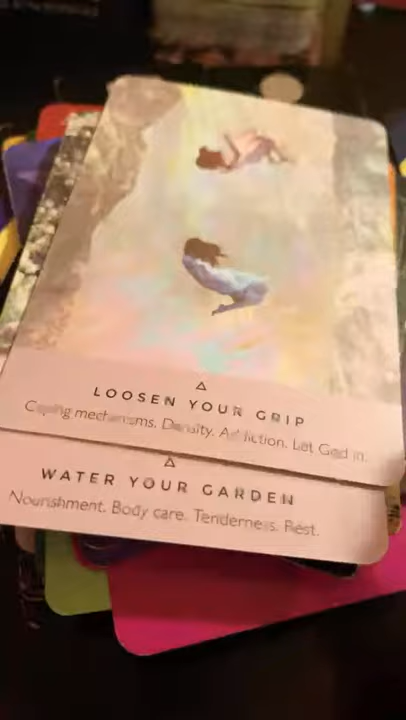 LOOSEN YOUR GRIP
Coping mechanisms. Density. Addiction. Let God in.
WATER YOUR GARDEN
Nourishment. Body care. Tenderness. Rest.